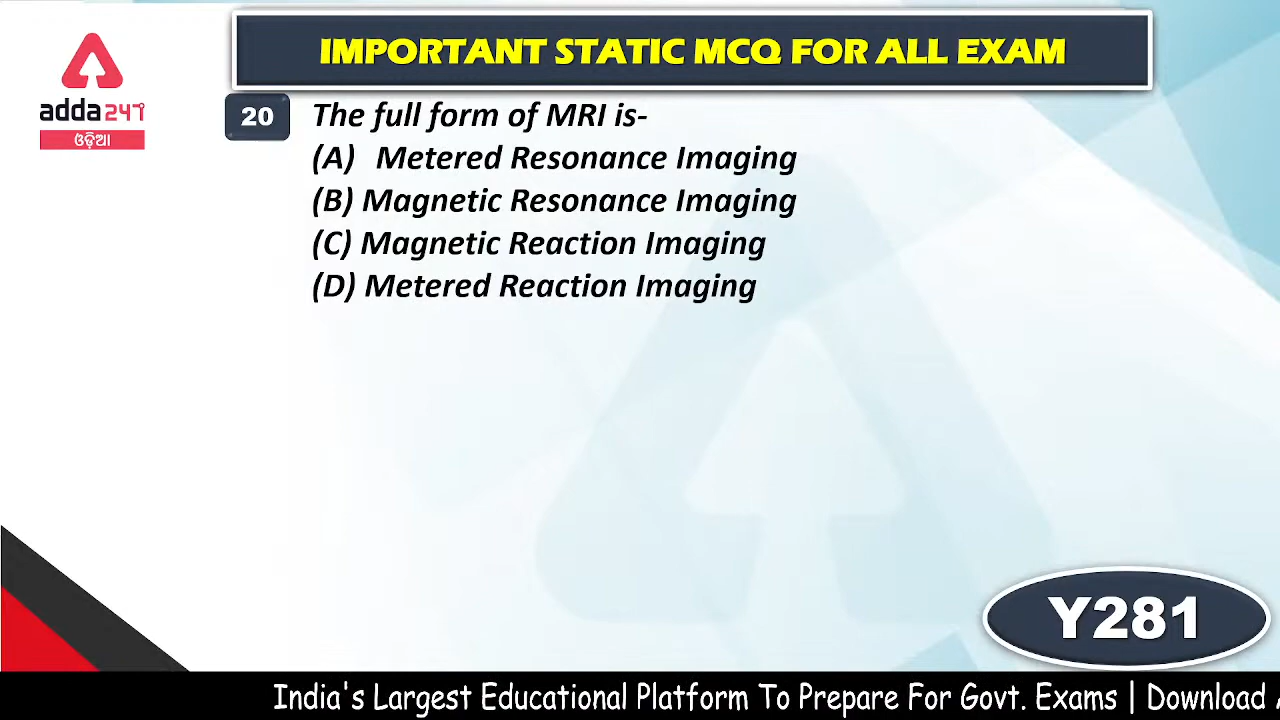 IMPORTANT STATIC MCQ FOR ALL EXAM
adda247
ଓଡ଼ିଆ
20 The full form of MRI is-
(A) Metered Resonance Imaging
(B) Magnetic Resonance Imaging
(C) Magnetic Reaction Imaging
(D) Metered Reaction Imaging
Y281
India's Largest Educational Platform To Prepare For Govt. Exams | Download